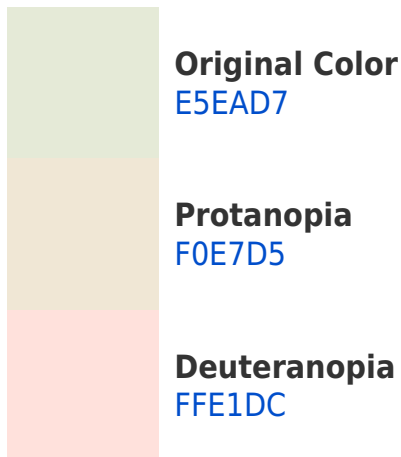 Original Color
E5EAD7
Protanopia
F0E7D5
Deuteranopia
FFE1DC